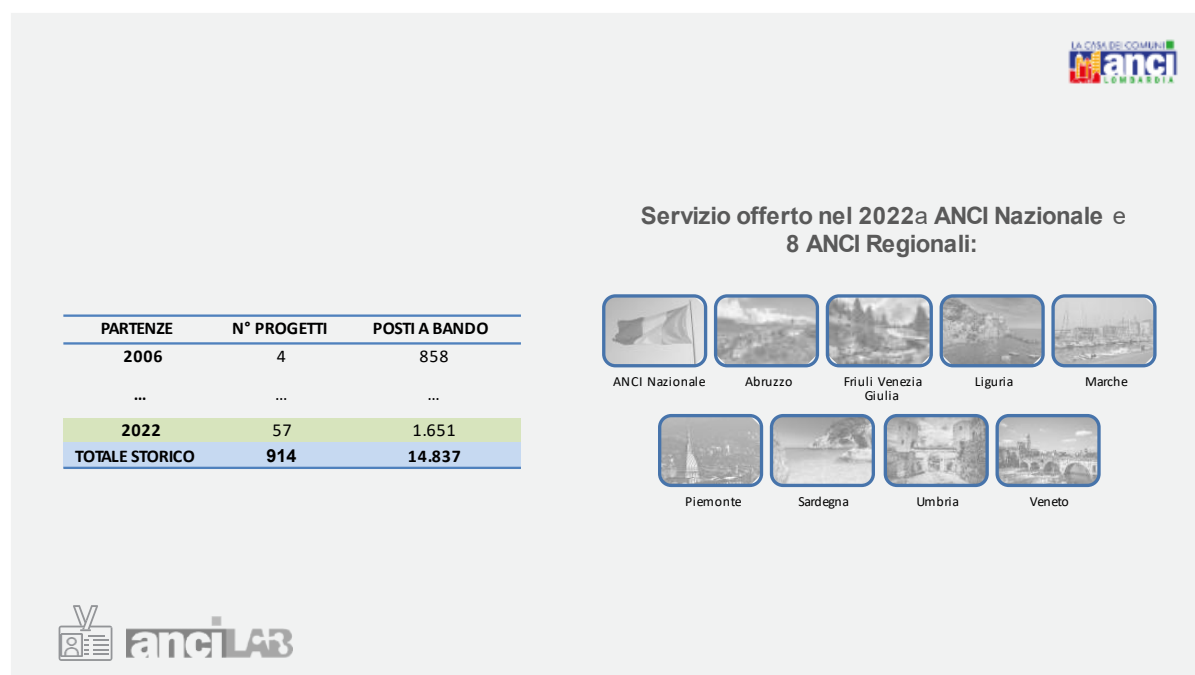 LA CASA DEI COMUNI
anci
LOMBARDIA
Servizio offerto nel 2022a ANCI Nazionale e
8 ANCI Regionali:
PARTENZE N° PROGETTI POSTI A BANDO
2006 4 858
... ... ...
2022 57 1.651
TOTALE STORICO 914 14.837
ANCI Nazionale
Abruzzo
Friuli Venezia
Giulia
Liguria
Marche
Piemonte
Sardegna
Umbria
Veneto
anciLAB